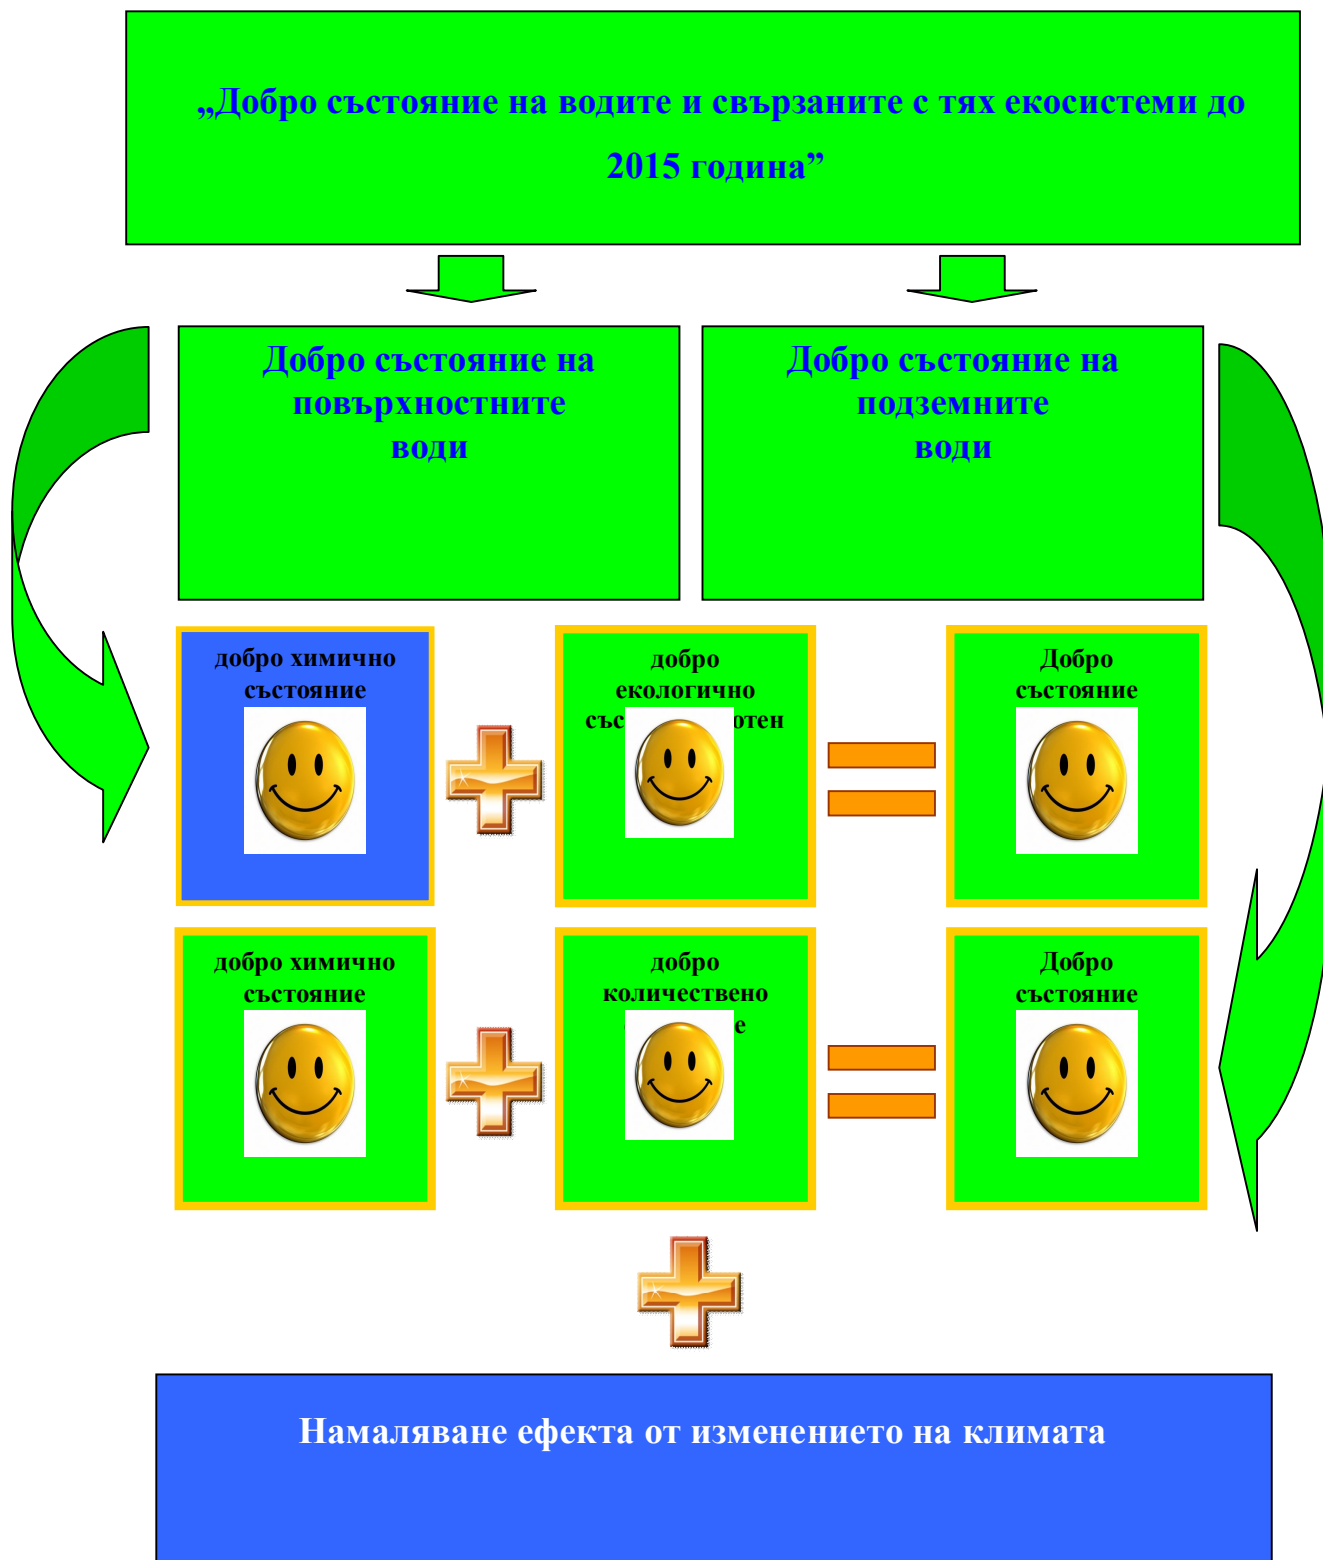 „Добро състояние на водите и свързаните с тях екосистеми до
2015 година”
Добро състояние на
повърхностните
води
Добро състояние на
подземните
води
добро химично
състояние
добро
екологично
Добро
състояние
добро химично
състояние
добро
количествено
Добро
състояние
Намаляване ефекта от изменението на климата